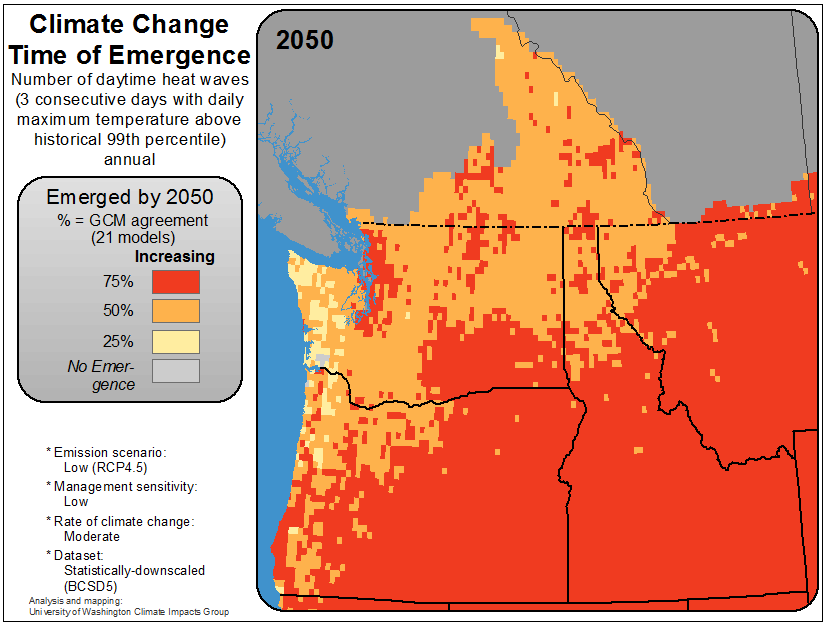 Climate Change
Time of Emergence
Number of daytime heat waves
(3 consecutive days with daily
maximum temperature above
historical 99th percentile)
annual
Emerged by 2050
% = GCM agreement
(21 models)
Increasing
75%
50%
25%
No Emer-
gence
* Emission scenario:
Low (RCP4.5)
* Management sensitivity:
Low
* Rate of climate change:
Moderate
* Dataset:
Statistically-downscaled
(BCSD5)
Analysis and mapping:
University of Washington Climate Impacts Group
2050